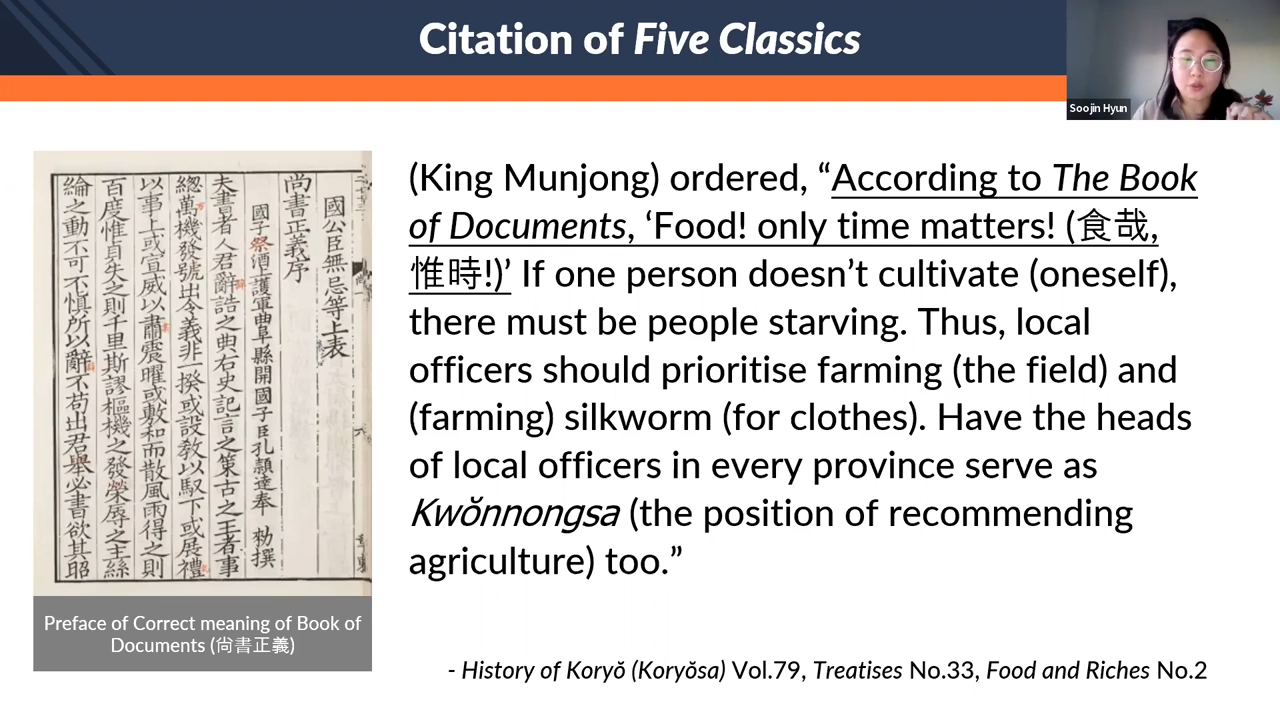 Citation of Five Classics
Soojin Hyun
國公臣無忌等上表
尚書正義序
國子祭酒上護軍曲阜縣開國子臣孔穎達奉 勑撰
夫書者人君辭誥之典右史記言之策古之王者事
緫萬機發號出令義非一揆或設教以馭下或展禮
以事上或宣威以肅震曜或敷和而散風雨得之則
百度惟貞失之則千里斯謬樞機之發榮辱之主絲
綸之動不可不慎所以辭不苟出君舉必書欲其昭
Preface of Correct meaning of Book of
Documents (尙書正義)
(King Munjong) ordered, “According to The Book
of Documents, ‘Food! only time matters! (食哉,
惟時!)’ If one person doesn’t cultivate (oneself),
there must be people starving. Thus, local
officers should prioritise farming (the field) and
(farming) silkworm (for clothes). Have the heads
of local officers in every province serve as
Kwŏnnongsa (the position of recommending
agriculture) too.”
- History of Koryŏ (Koryŏsa) Vol.79, Treatises No.33, Food and Riches No.2